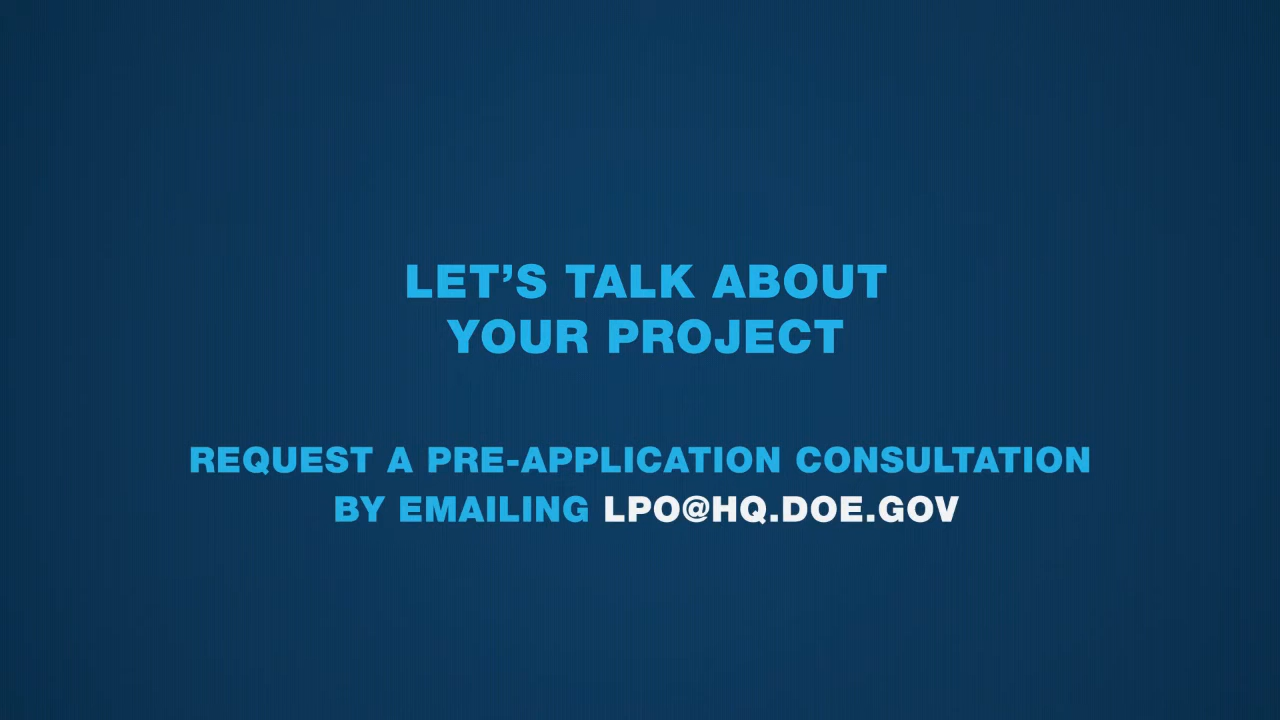 LET’S TALK ABOUT
YOUR PROJECT
REQUEST A PRE-APPLICATION CONSULTATION
BY EMAILING LPO@HQ.DOE.GOV